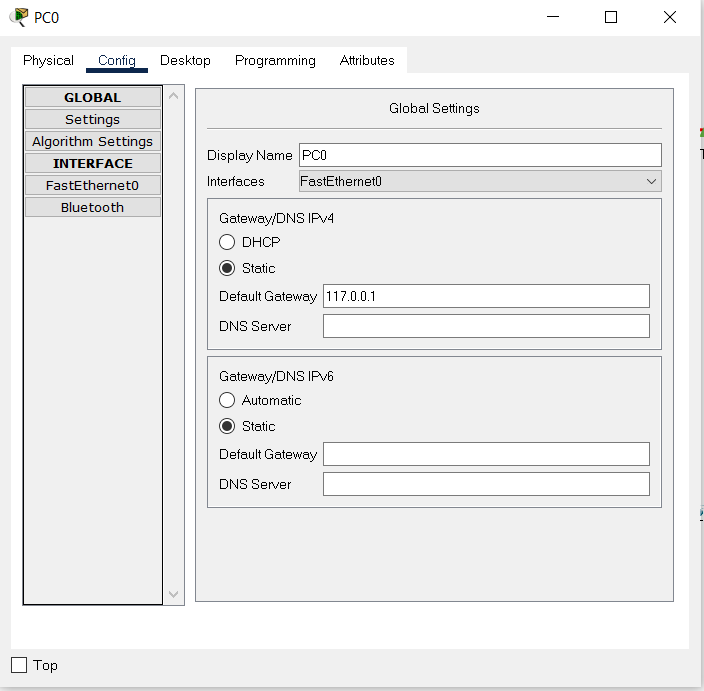 PC0
Physical Config Desktop Programming Attributes
GLOBAL
Settings
Algorithm Settings
INTERFACE
FastEthernet0
Bluetooth
Global Settings
Display Name PC0
Interfaces FastEthernet0
Gateway/DNS IPv4
DHCP
Static
Default Gateway 117.0.0.1
DNS Server
Gateway/DNS IPv6
Automatic
Static
Default Gateway
DNS Server
Top